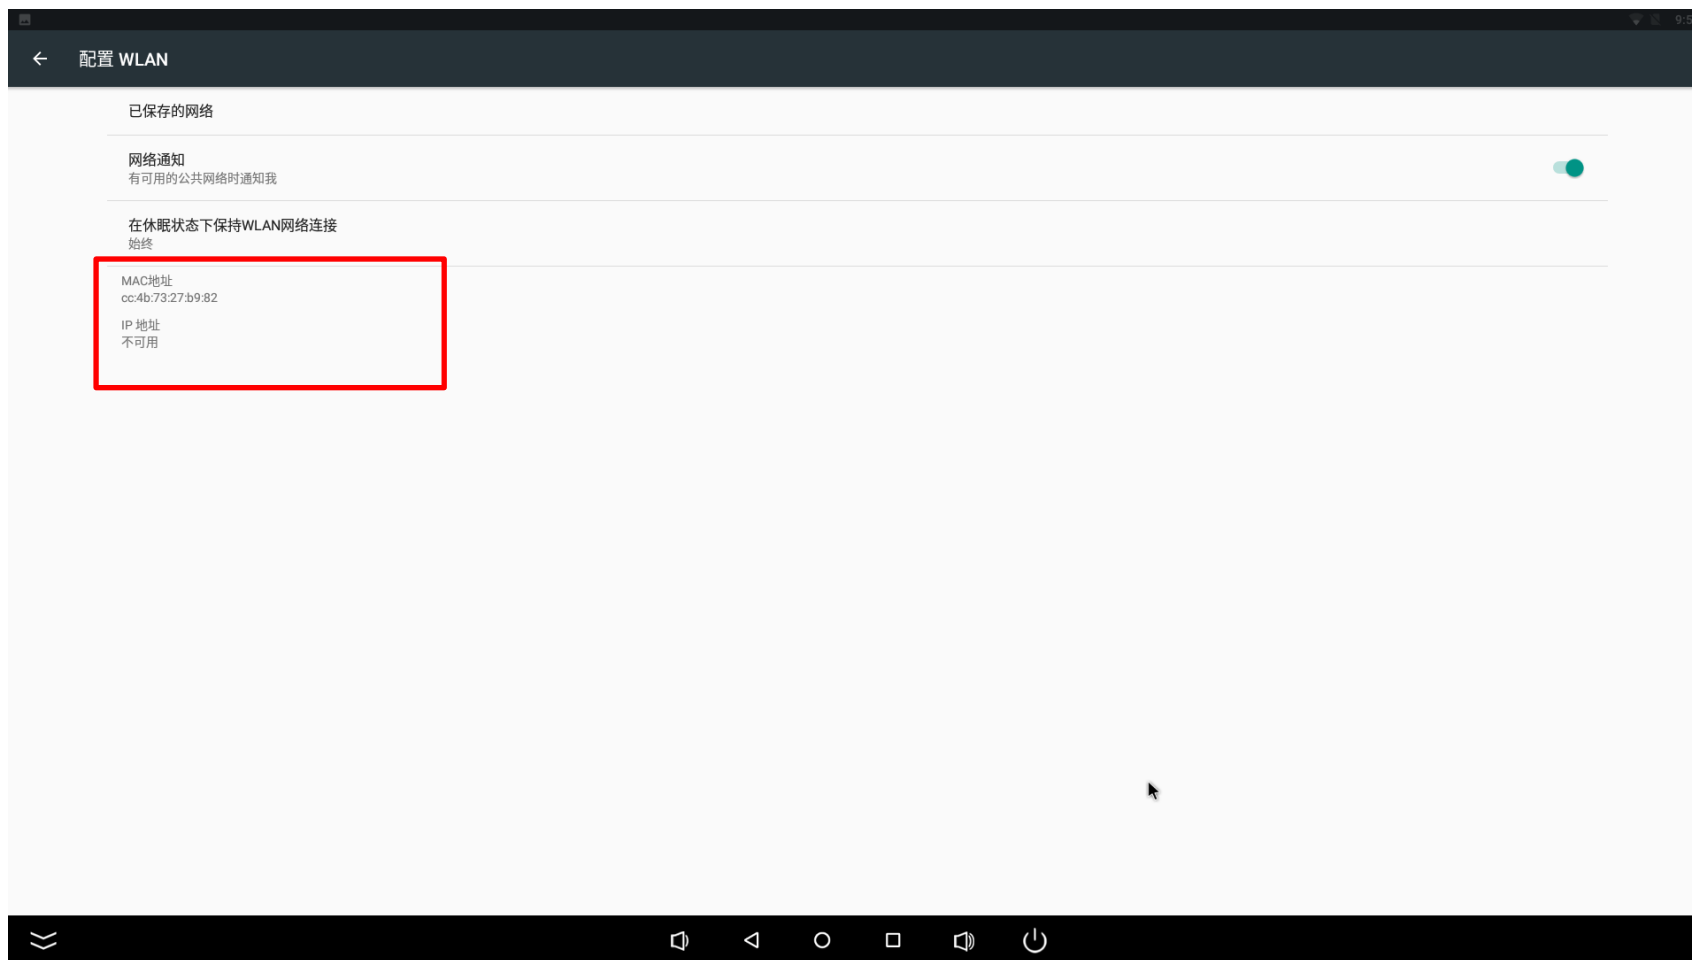 配置 WLAN
已保存的网络
网络通知
有可用的公共网络时通知我
在休眠状态下保持WLAN网络连接
始终
MAC地址
cc:4b:73:27:b9:82
IP 地址
不可用